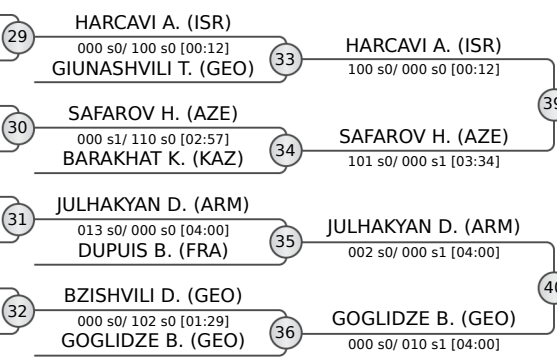 29
HARCAVI A. (ISR)
000 s0/ 100 s0 [00:12]
GIUNASHVILI T. (GEO)
33
HARCAVI A. (ISR)
100 s0/ 000 s0 [00:12]
39
30
SAFAROV H. (AZE)
000 s1/ 110 s0 [02:57]
BARAKHAT K. (KAZ)
34
SAFAROV H. (AZE)
101 s0/ 000 s1 [03:34]
31
JULHAKYAN D. (ARM)
013 s0/ 000 s0 [04:00]
DUPUIS B. (FRA)
35
JULHAKYAN D. (ARM)
002 s0/ 000 s1 [04:00]
40
32
BZISHVILI D. (GEO)
000 s0/ 102 s0 [01:29]
GOGLIDZE B. (GEO)
36
GOGLIDZE B. (GEO)
000 s0/ 010 s1 [04:00]